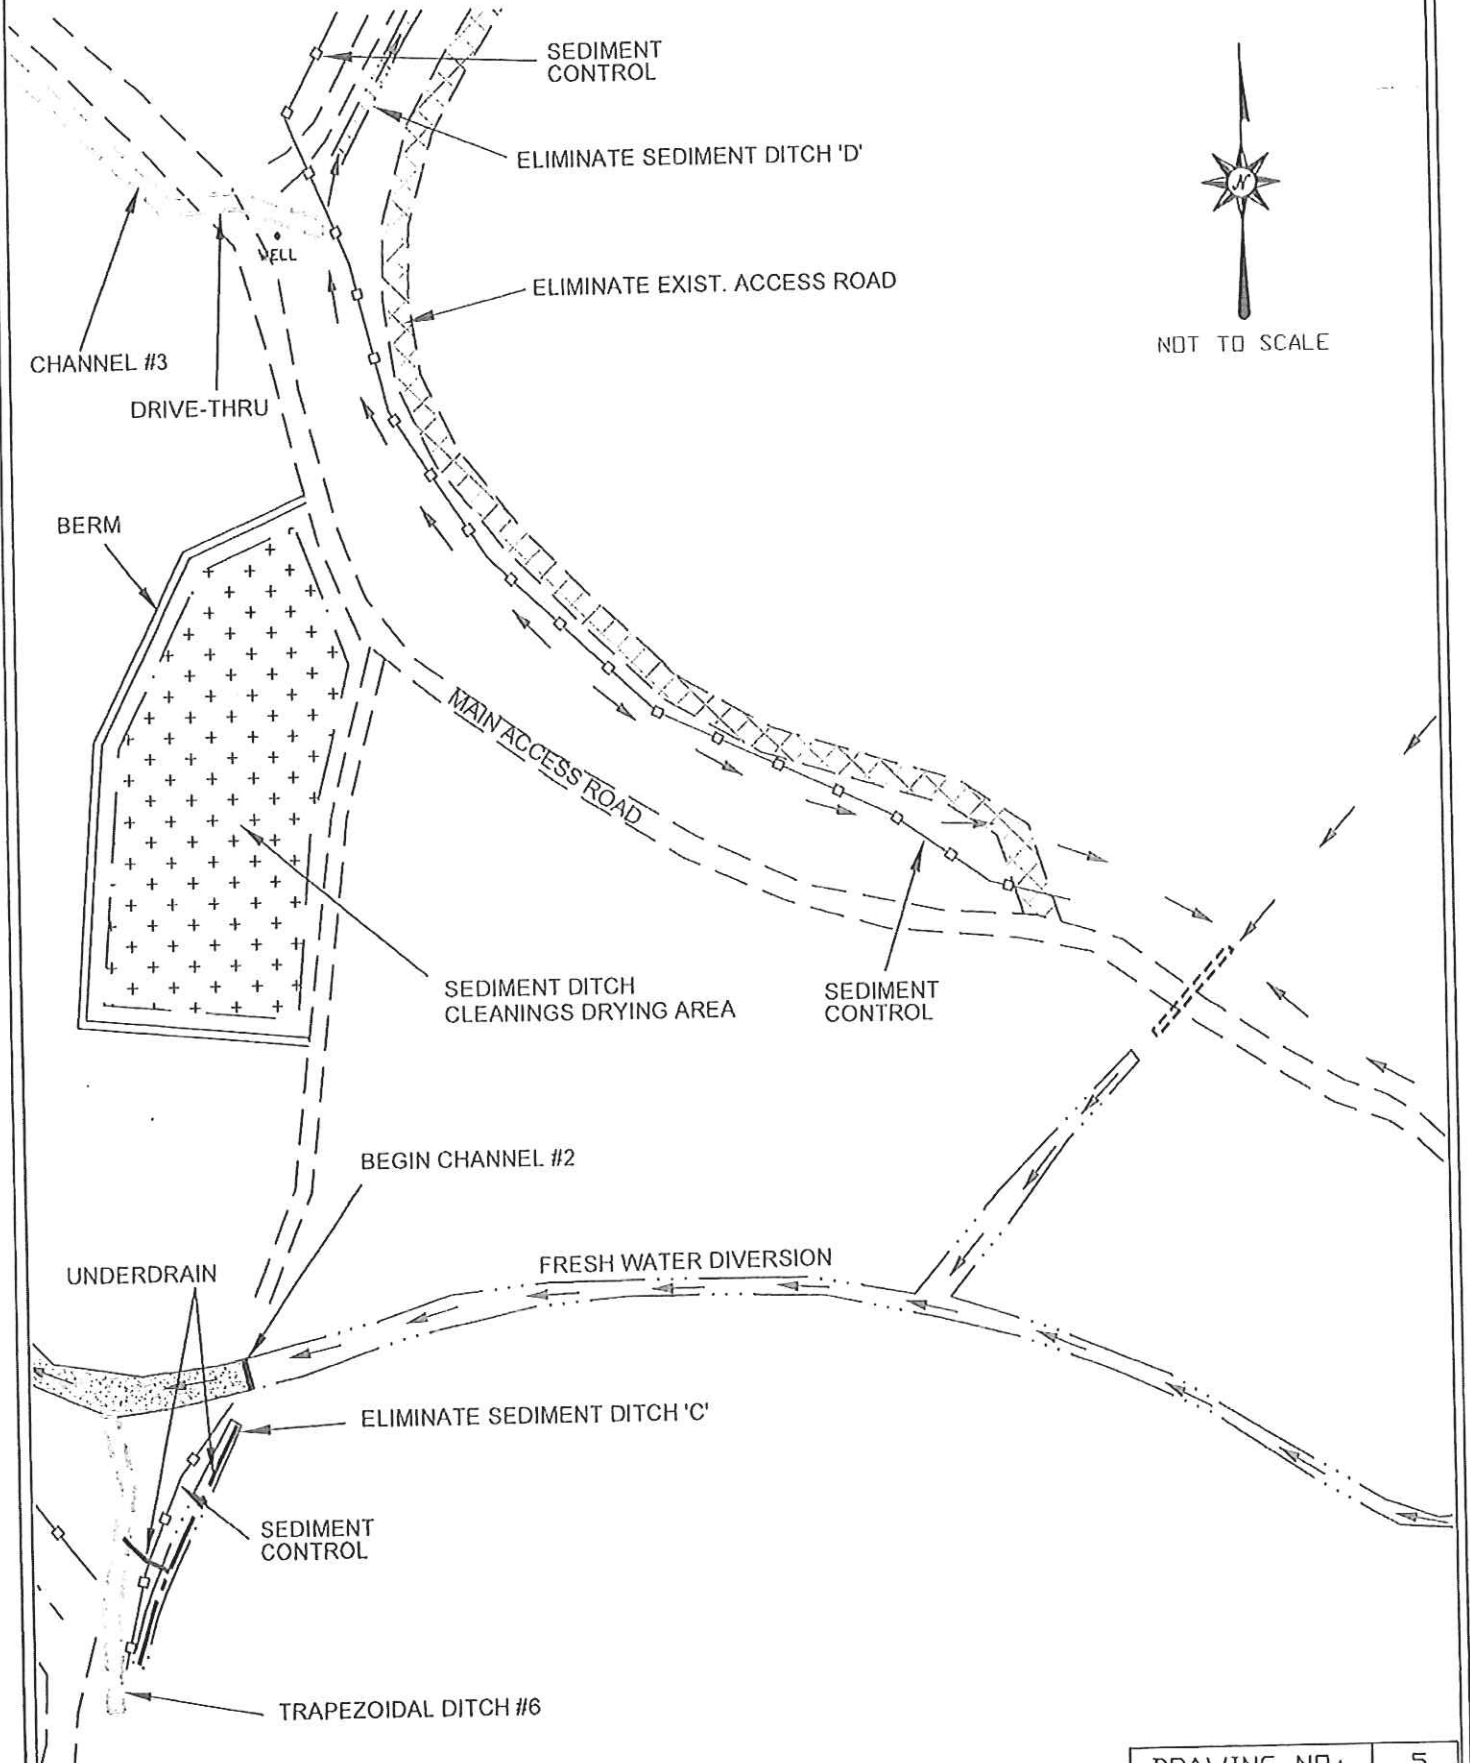 SEDIMENT
CONTROL
ELIMINATE SEDIMENT DITCH 'D'
N
WELL
ELIMINATE EXIST. ACCESS ROAD
NOT TO SCALE
CHANNEL #3
DRIVE-THRU
BERM
MAIN ACCESS ROAD
SEDIMENT DITCH
CLEANINGS DRYING AREA
SEDIMENT
CONTROL
BEGIN CHANNEL #2
FRESH WATER DIVERSION
UNDERDRAIN
ELIMINATE SEDIMENT DITCH 'C'
SEDIMENT
CONTROL
TRAPEZOIDAL DITCH #6
DRAWING NO: 5